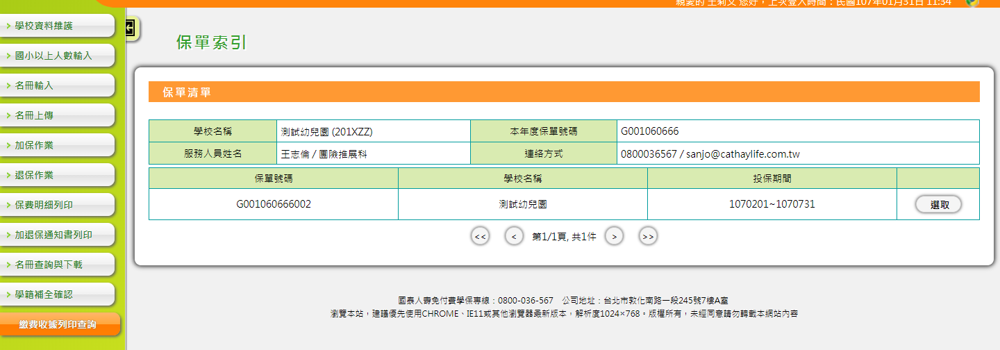 親愛的 王莉文 您好，上次登入時間：民國107年01月31日 11:34
學校資料維護
國小以上人數輸入
名冊輸入
名冊上傳
加保作業
退保作業
保費明細列印
加退保通知書列印
名冊查詢與下載
學籍補全確認
繳費收據列印查詢
保單索引
保單清單
學校名稱 測試幼兒園 (201XZZ) 本年度保單號碼 G001060666
服務人員姓名 王志倫 / 團險推展科 連絡方式 0800036567 / sanjo@cathaylife.com.tw
保單號碼 學校名稱 投保期間
G001060666002 測試幼兒園 1070201~1070731 選取
<< < 第1/1頁, 共1件 > >>
國泰人壽免付費學保專線：0800-036-567 公司地址：台北市敦化南路一段245號7樓A室
瀏覽本站，建議優先使用CHROME、IE11或其他瀏覽器最新版本，解析度1024×768。版權所有，未經同意請勿轉載本網站內容